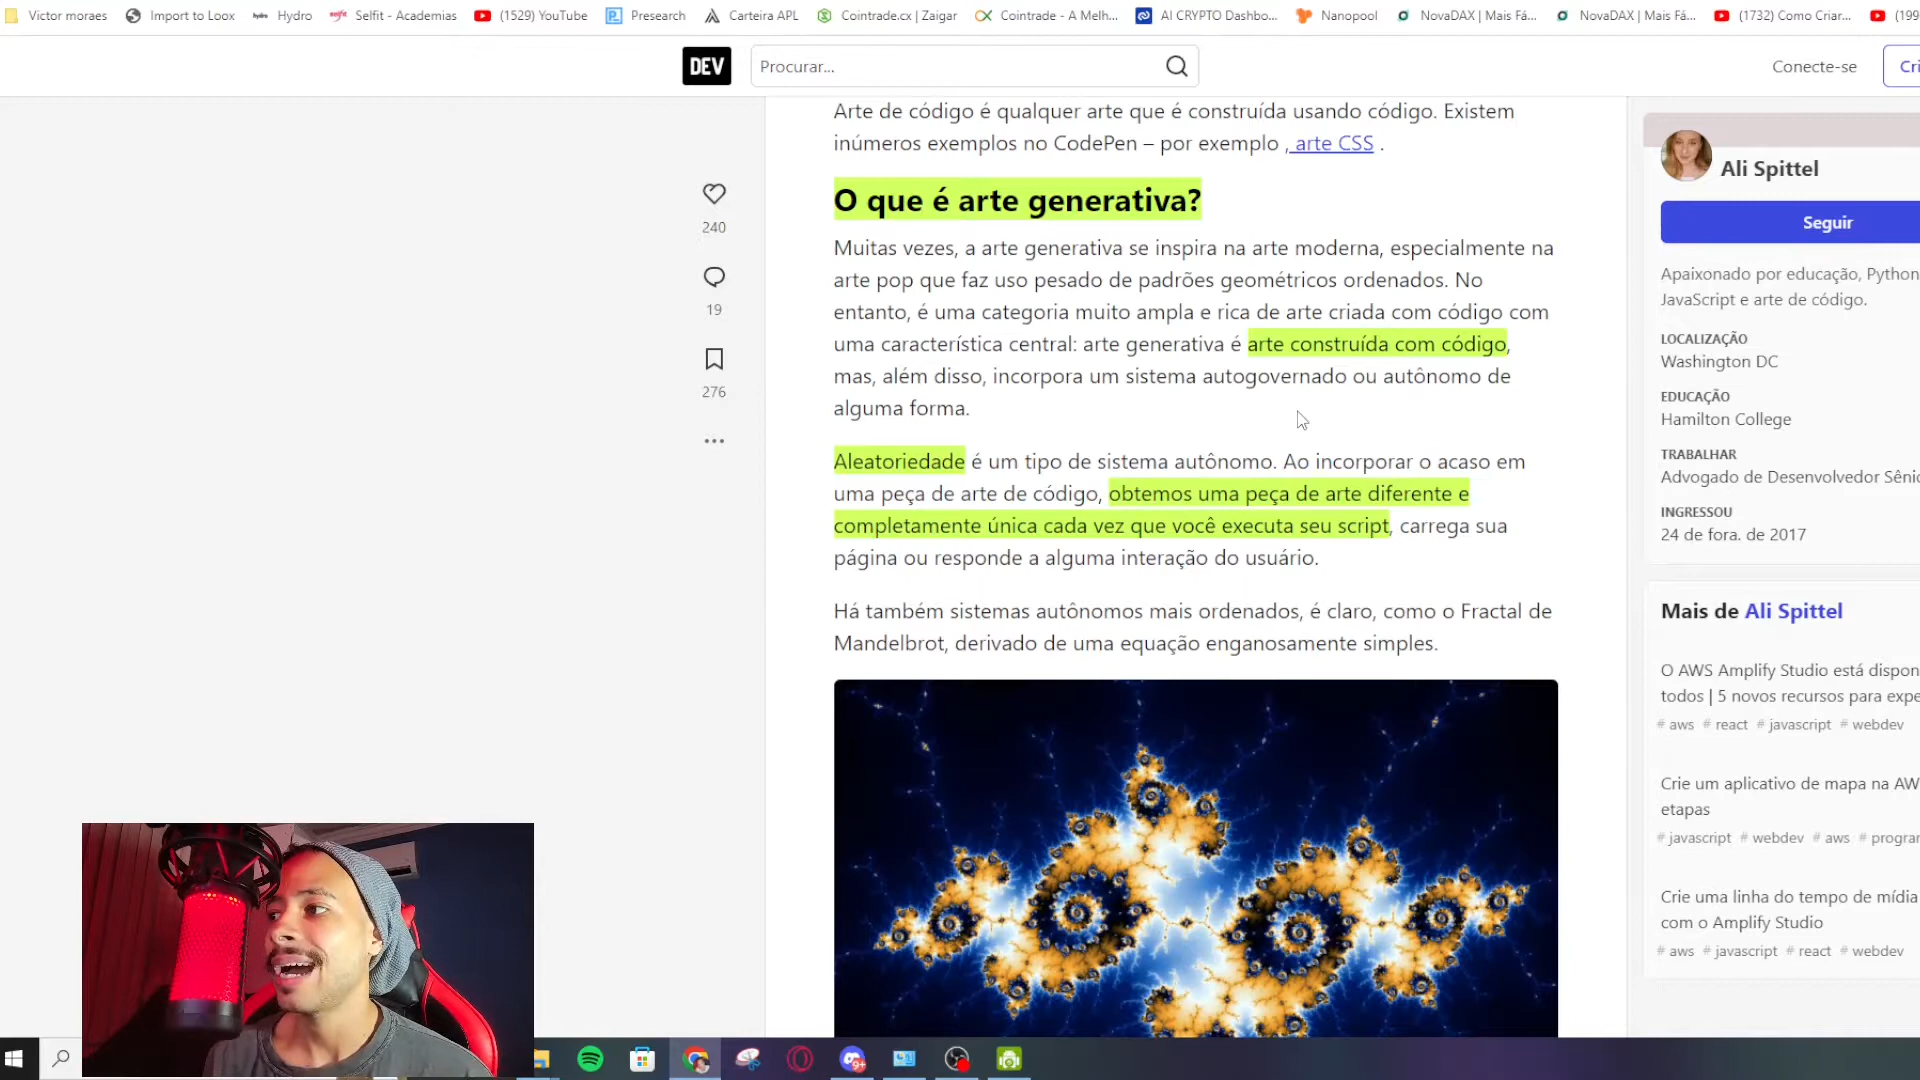 Victor moraes
Import to Loox
Hydro
Selfit - Academias
(1529) YouTube
Presearch
Carteira APL
Cointrade.cx | Zaigar
Cointrade - A Melh...
AI CRYPTO Dashbo...
Nanopool
NovaDAX | Mais Fá...
NovaDAX | Mais Fá...
(1732) Como Criar...
(199
DEV
Procurar...
Conecte-se
Cri
Arte de código é qualquer arte que é construída usando código. Existem
inúmeros exemplos no CodePen – por exemplo , arte CSS .
O que é arte generativa?
Muitas vezes, a arte generativa se inspira na arte moderna, especialmente na
arte pop que faz uso pesado de padrões geométricos ordenados. No
entanto, é uma categoria muito ampla e rica de arte criada com código com
uma característica central: arte generativa é arte construída com código,
mas, além disso, incorpora um sistema autogovernado ou autônomo de
alguma forma.
Aleatoriedade é um tipo de sistema autônomo. Ao incorporar o acaso em
uma peça de arte de código, obtemos uma peça de arte diferente e
completamente única cada vez que você executa seu script, carrega sua
página ou responde a alguma interação do usuário.
Há também sistemas autônomos mais ordenados, é claro, como o Fractal de
Mandelbrot, derivado de uma equação enganosamente simples.
240
19
276
Ali Spittel
Seguir
Apaixonado por educação, Python
JavaScript e arte de código.
LOCALIZAÇÃO
Washington DC
EDUCAÇÃO
Hamilton College
TRABALHAR
Advogado de Desenvolvedor Sênio
INGRESSOU
24 de fora. de 2017
Mais de Ali Spittel
O AWS Amplify Studio está dispon
todos | 5 novos recursos para expe
# aws # react # javascript # webdev
Crie um aplicativo de mapa na AW
etapas
# javascript # webdev # aws # prograr
Crie uma linha do tempo de mídia
com o Amplify Studio
# aws # javascript # react # webdev